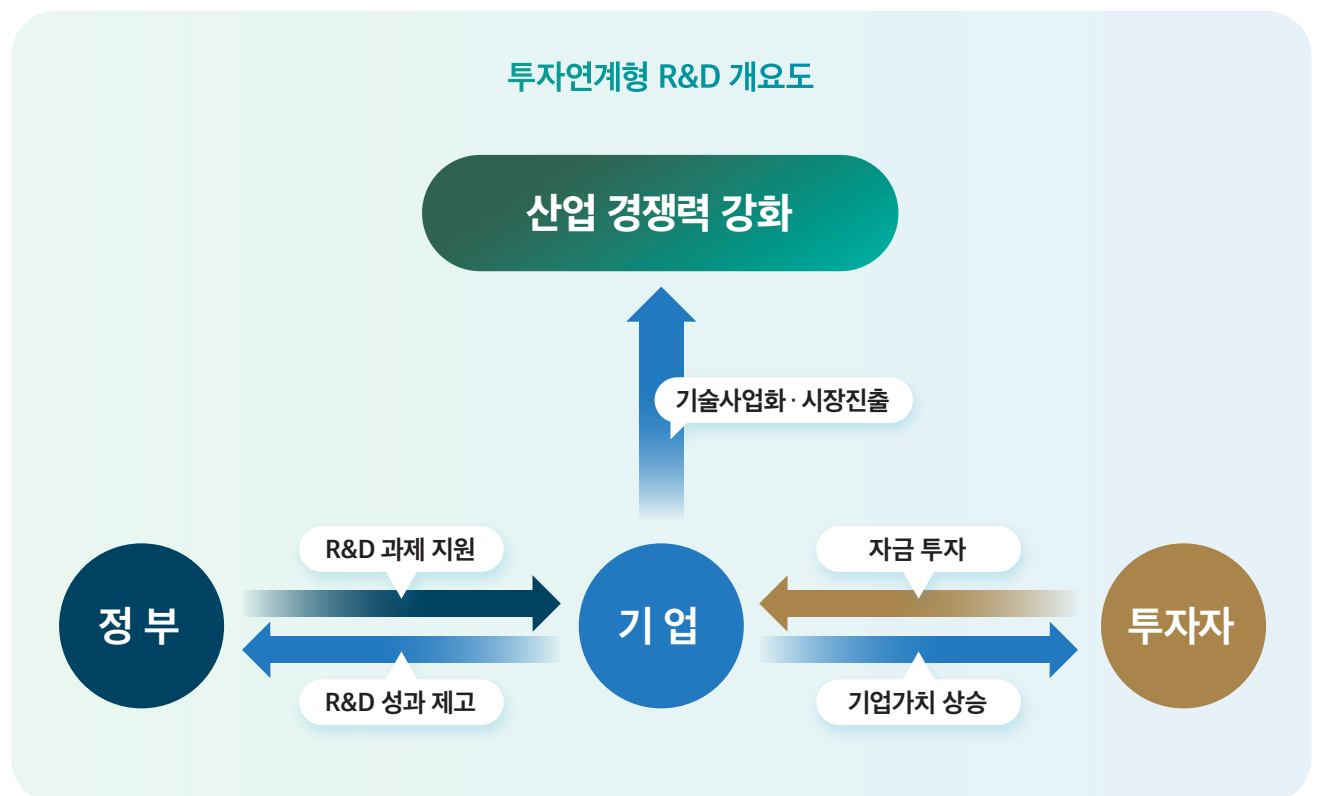 투자연계형 R&D 개요도
산업 경쟁력 강화
기술사업화 · 시장진출
R&D 과제 지원
자금 투자
정 부
기 업
투자자
R&D 성과 제고
기업가치 상승